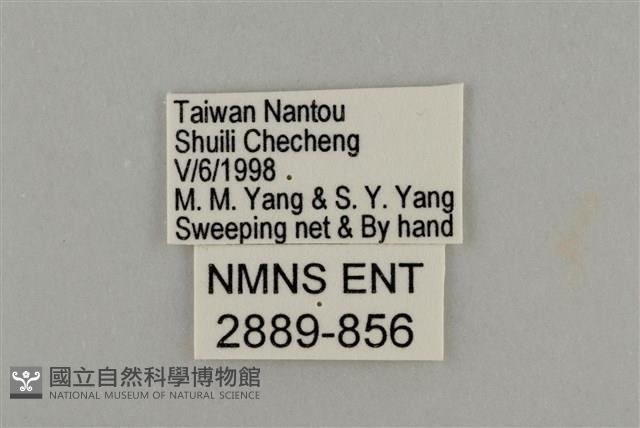 Taiwan Nantou
Shuili Checheng
V/6/1998
M. M. Yang & S. Y. Yang
Sweeping net & By hand
NMNS ENT
2889-856
國立自然科學博物館
NATIONAL MUSEUM OF NATURAL SCIENCE